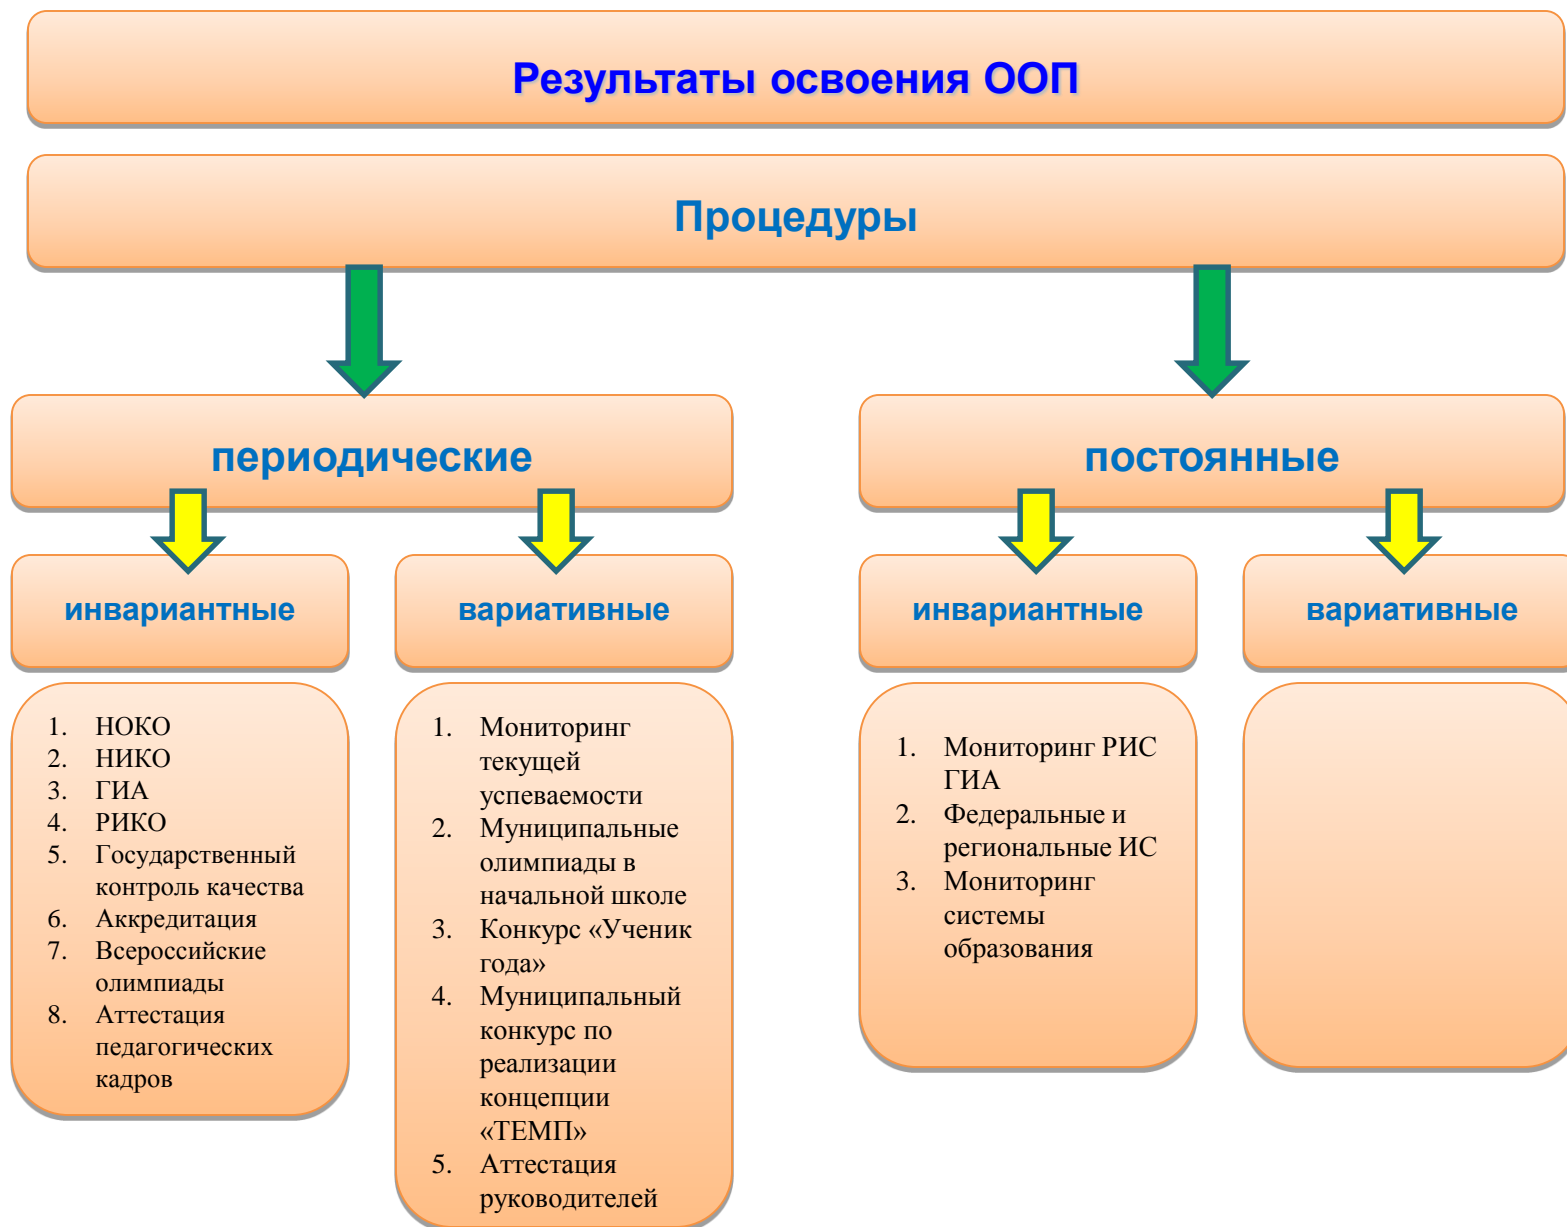 Результаты освоения ООП
Процедуры
периодические
постоянные
инвариантные
вариативные
инвариантные
вариативные
1. НОКО
2. НИКО
3. ГИА
4. РИКО
5. Государственный
контроль качества
6. Аккредитация
7. Всероссийские
олимпиады
8. Аттестация
педагогических
кадров
1. Мониторинг
текущей
успеваемости
2. Муниципальные
олимпиады в
начальной школе
3. Конкурс «Ученик
года»
4. Муниципальный
конкурс по
реализации
концепции
«ТЕМП»
5. Аттестация
руководителей
1. Мониторинг РИС
ГИА
2. Федеральные и
региональные ИС
3. Мониторинг
системы
образования